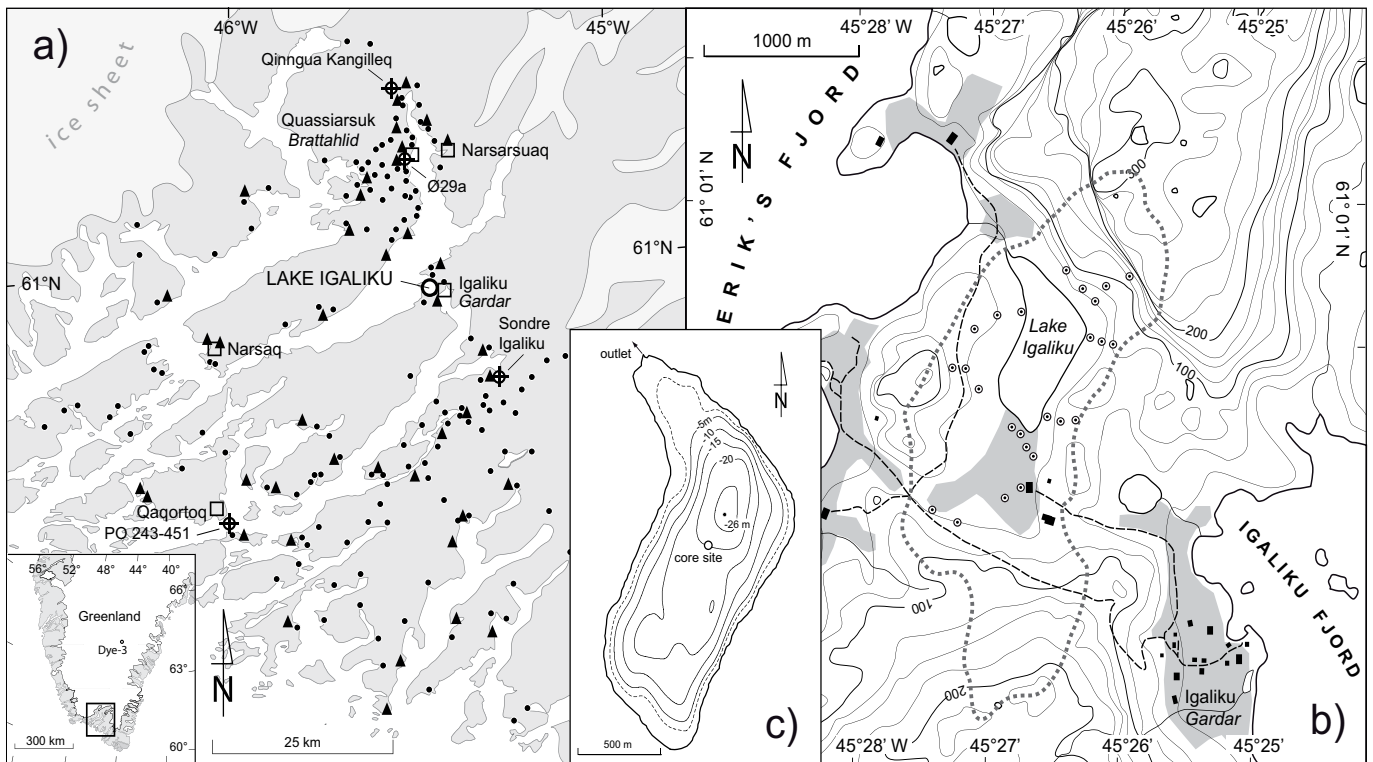 a)
46°W
45°W
ice sheet
Qinngua Kangilleq
Quassiarsuk
Brattahlid
Narsarsuaq
Ø29a
61°N
LAKE IGALIKU
61°N
Igaliku
Gardar
Sondre
Igaliku
Narsaq
Qaqortoq
PO 243-451
56°
52°
48°
44°
40°
66°
Greenland
Dye-3
63°
60°
300 km
N
25 km
outlet
N
-5m
-10
-15
-20
-26 m
core site
500 m
c)
45°28' W
45°27'
45°26'
45°25'
1000 m
N
61° 01' N
61°01' N
ERIK'S FJORD
300
200
100
Lake
Igaliku
100
200
IGALIKU FJORD
Igaliku
Gardar
45°28' W
45°27'
45°26'
45°25'
b)